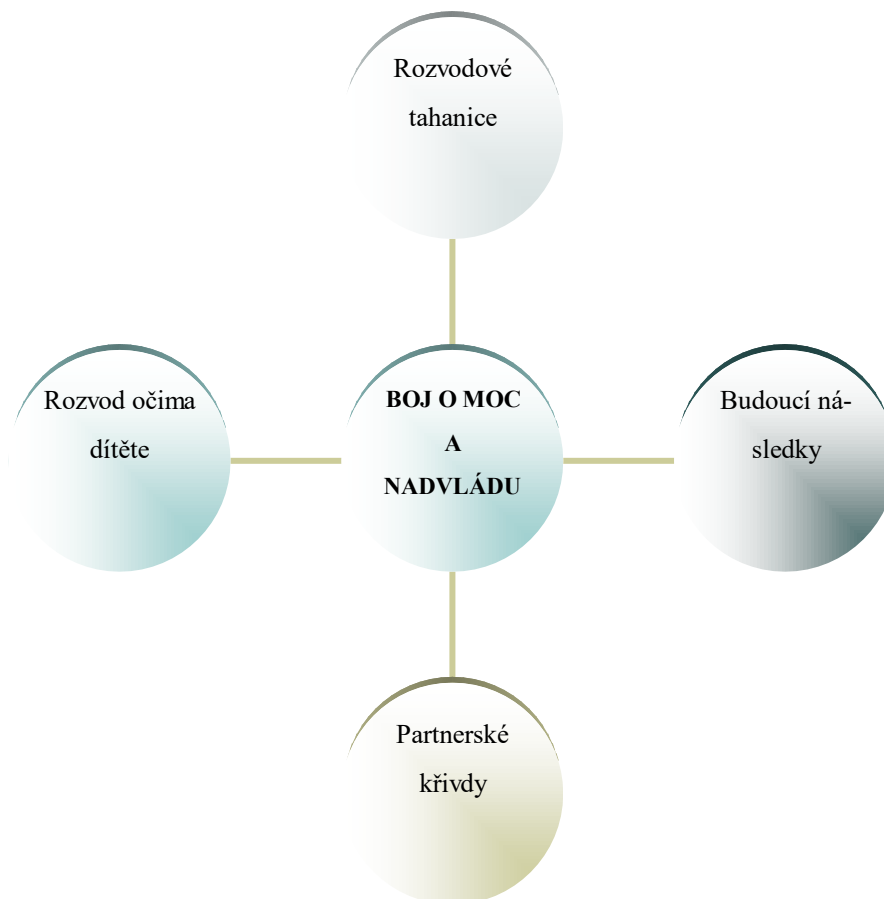 Rozvodové
tahanice
Rozvod očima
dítěte
BOJ O MOC
A
NADVLÁDU
Budoucí ná-
sledky
Partnerské
křivdy